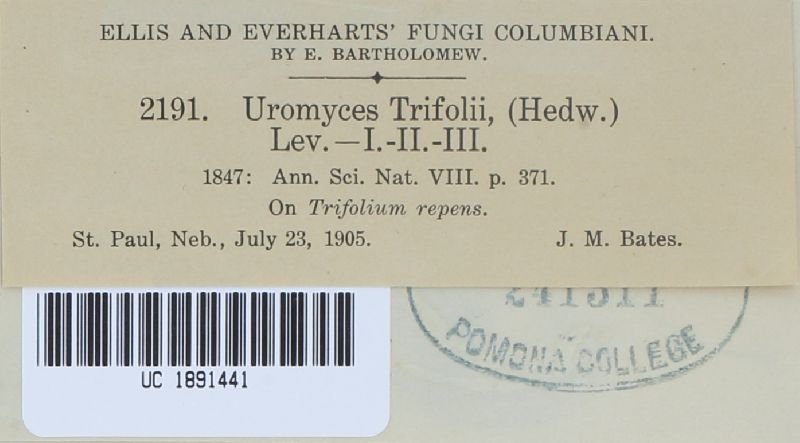 ELLIS AND EVERHARTS' FUNGI COLUMBIANI.
BY E. BARTHOLOMEW.
2191. Uromyces Trifolii, (Hedw.)
Lev.—I.-II.-III.
1847: Ann. Sci. Nat. VIII. p. 371.
On Trifolium repens.
St. Paul, Neb., July 23, 1905. J. M. Bates.
POMONA COLLEGE
UC 1891441